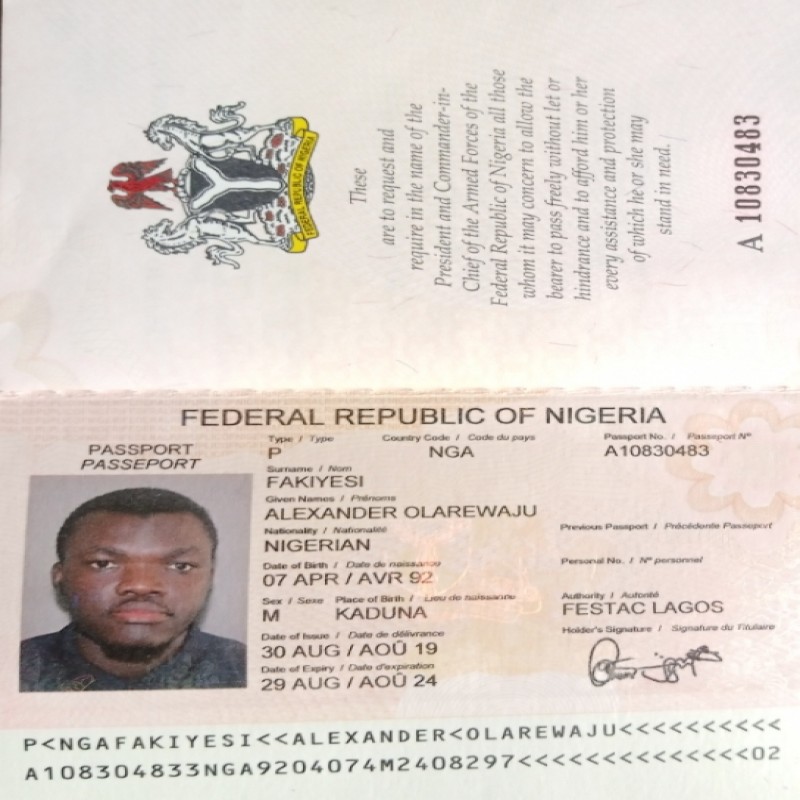 FEDERAL REPUBLIC OF NIGERIA
These
are to request and
require in the name of the
President and Commander-in-
Chief of the Armed Forces of the
Federal Republic of Nigeria all those
whom it may concern to allow the
bearer to pass freely without let or
hindrance and to afford him or her
every assistance and protection
of which he or she may
stand in need.
A 10830483
FEDERAL REPUBLIC OF NIGERIA
PASSPORT
PASSEPORT
Type / Type
P
Country Code / Code du pays
NGA
Passport No. / Passeport N°
A10830483
Surname / Nom
FAKIYESI
Given Names / Prénoms
ALEXANDER OLAREWAJU
Nationality / Nationalité
NIGERIAN
Previous Passport / Précédente Passeport
Date of Birth / Date de naissance
07 APR / AVR 92
Personal No. / N° personnel
Sex / Sexe
M
Place of Birth / Lieu de naissance
KADUNA
Authority / Autorité
FESTAC LAGOS
Date of Issue / Date de délivrance
30 AUG / AOÛ 19
Holder's Signature / Signature du Titulaire
Date of Expiry / Date d'expiration
29 AUG / AOÛ 24
P<NGAFAKIYESI<<ALEXANDER<OLAREWAJU<<<<<<<<<<
A108304833NGA9204074M2408297<<<<<<<<<<<<<<02